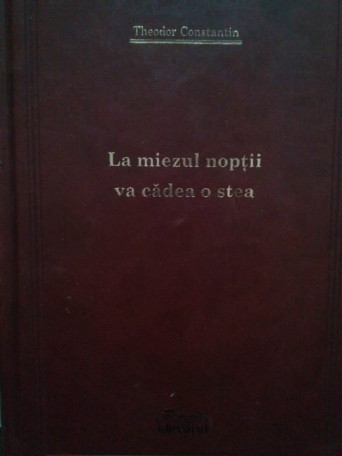 Theodor Constantin
La miezul nopții
va cădea o stea